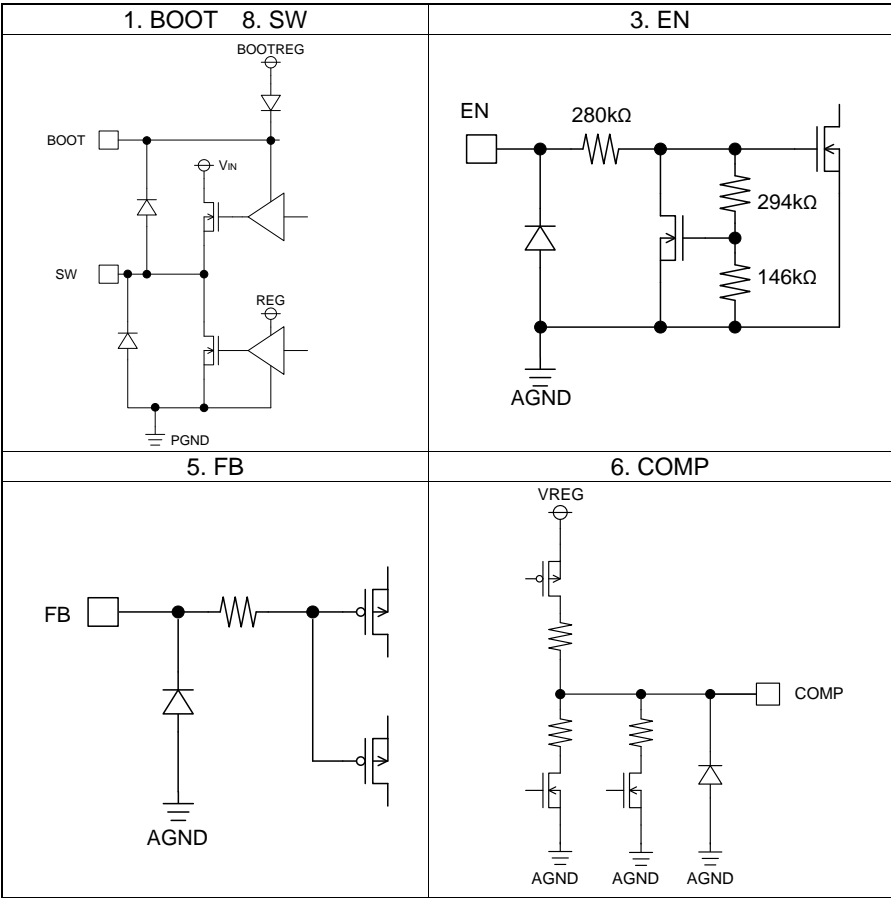 1. BOOT 8. SW
BOOTREG
BOOT
VIN
SW
REG
PGND
3. EN
EN
280kΩ
294kΩ
146kΩ
AGND
5. FB
FB
AGND
6. COMP
VREG
COMP
AGND AGND AGND